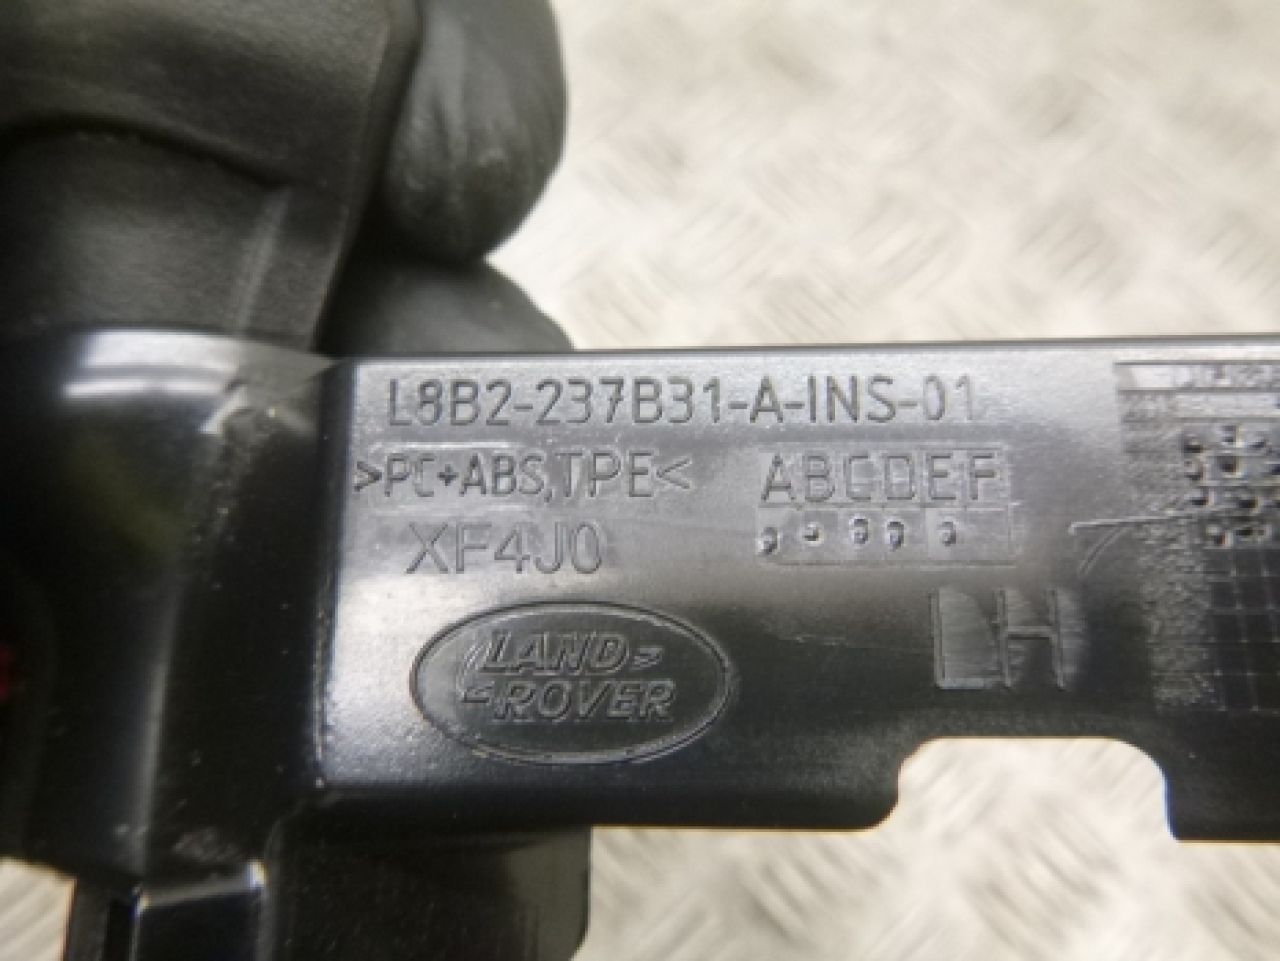 L8B2-237B31-A-INS-01
>PC+ABS,TPE<
ABCDEF
XF4J0
LH
LAND
ROVER